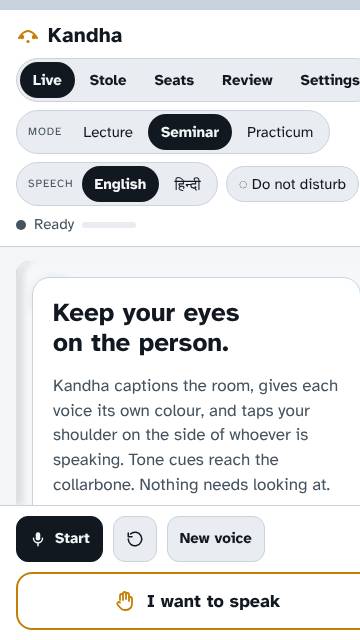 Kandha
Live Stole Seats Review Settings
MODE Lecture Seminar Practicum
SPEECH English हिन्दी Do not disturb
Ready
Keep your eyes
on the person.
Kandha captions the room, gives each
voice its own colour, and taps your
shoulder on the side of whoever is
speaking. Tone cues reach the
collarbone. Nothing needs looking at.
Start New voice
I want to speak